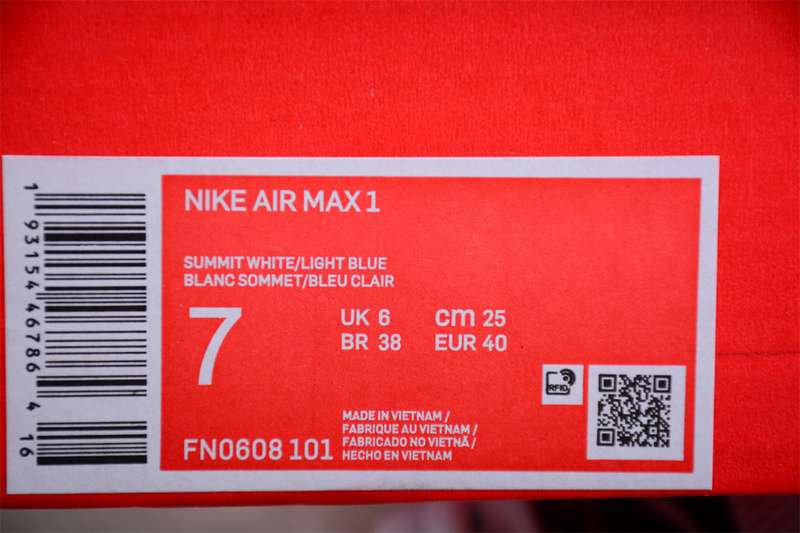 NIKE AIR MAX 1
SUMMIT WHITE/LIGHT BLUE
BLANC SOMMET/BLEU CLAIR
7
UK 6 cm 25
BR 38 EUR 40
RFID
MADE IN VIETNAM /
FABRIQUE AU VIETNAM /
FABRICADO NO VIETNÃ /
HECHO EN VIETNAM
FN0608 101
1 93154 46786 4 16